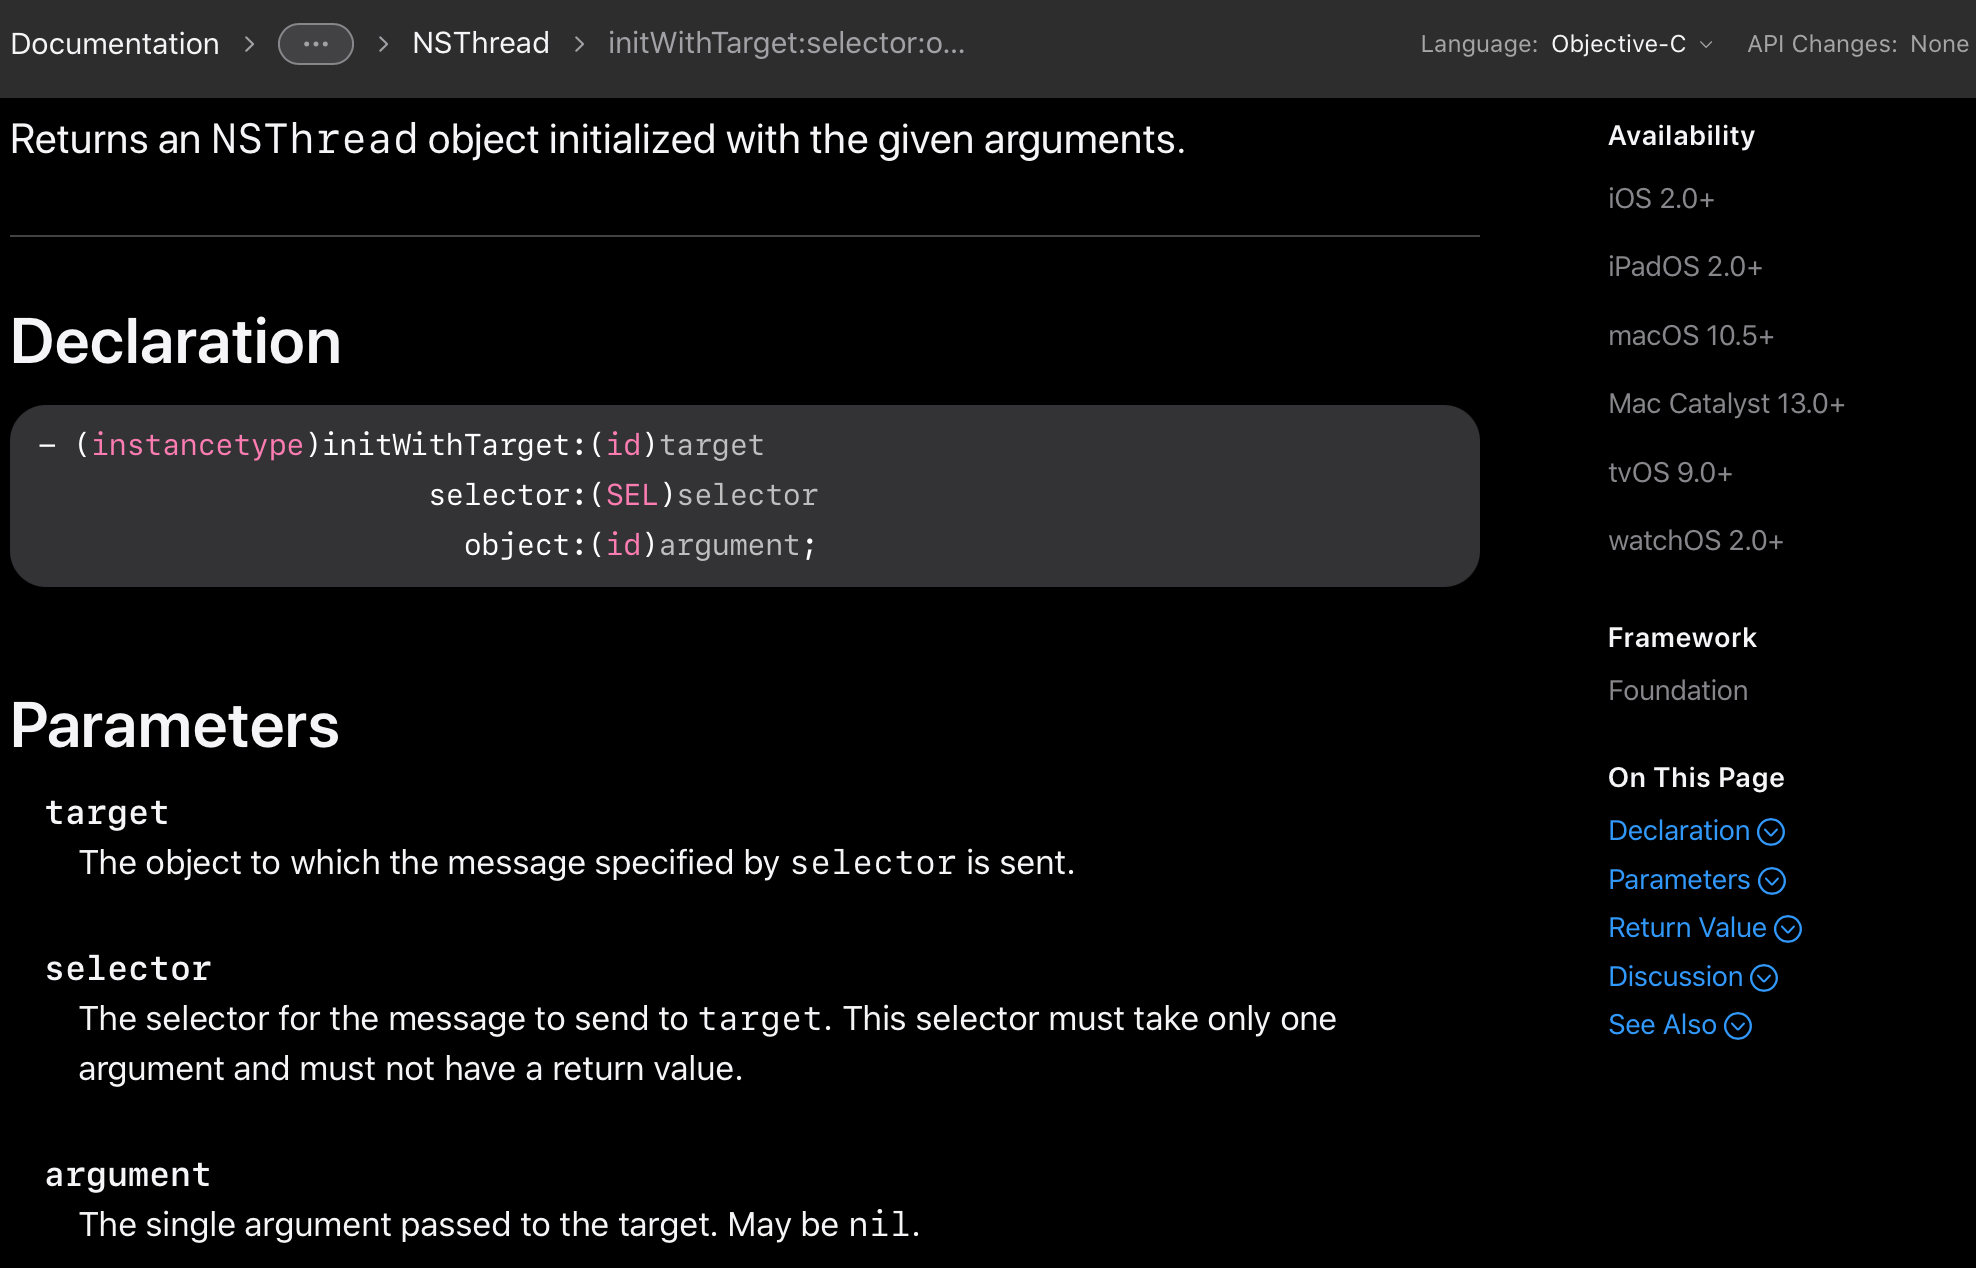 Documentation > ••• > NSThread > initWithTarget:selector:o...
Language: Objective-C API Changes: None
Returns an NSThread object initialized with the given arguments.
Declaration
- (instancetype)initWithTarget:(id)target
selector:(SEL)selector
object:(id)argument;
Parameters
target
The object to which the message specified by selector is sent.
selector
The selector for the message to send to target. This selector must take only one
argument and must not have a return value.
argument
The single argument passed to the target. May be nil.
Availability
iOS 2.0+
iPadOS 2.0+
macOS 10.5+
Mac Catalyst 13.0+
tvOS 9.0+
watchOS 2.0+
Framework
Foundation
On This Page
Declaration
Parameters
Return Value
Discussion
See Also